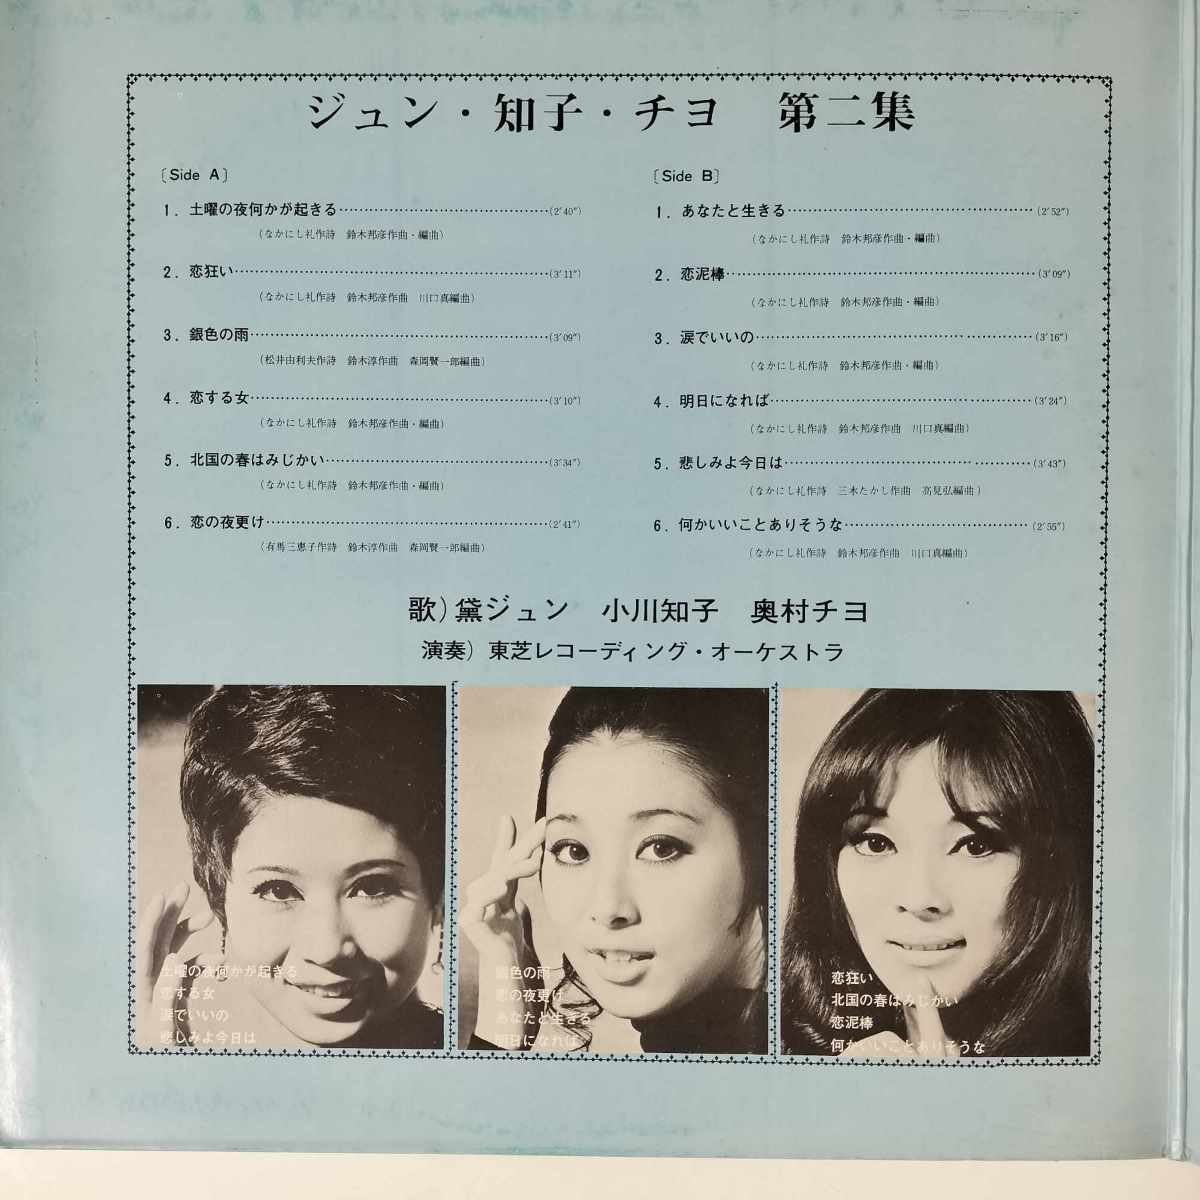 ジュン・知子・チヨ　第二集
〔Side A〕
1. 土曜の夜何かが起きる……(2′40″)
(なかにし礼作詩　鈴木邦彦作曲・編曲)
2. 恋狂い……(3′11″)
(なかにし礼作詩　鈴木邦彦作曲　川口真編曲)
3. 銀色の雨……(3′09″)
(松井由利夫作詩　鈴木淳作曲　森岡賢一郎編曲)
4. 恋する女……(3′10″)
(なかにし礼作詩　鈴木邦彦作曲・編曲)
5. 北国の春はみじかい……(3′34″)
(なかにし礼作詩　鈴木邦彦作曲・編曲)
6. 恋の夜更け……(2′41″)
(有馬三恵子作詩　鈴木淳作曲　森岡賢一郎編曲)
〔Side B〕
1. あなたと生きる……(2′52″)
(なかにし礼作詩　鈴木邦彦作曲・編曲)
2. 恋泥棒……(3′09″)
(なかにし礼作詩　鈴木邦彦作曲・編曲)
3. 涙でいいの……(3′16″)
(なかにし礼作詩　鈴木邦彦作曲・編曲)
4. 明日になれば……(3′24″)
(なかにし礼作詩　鈴木邦彦作曲　川口真編曲)
5. 悲しみよ今日は……(3′43″)
(なかにし礼作詩　三木たかし作曲　高見弘編曲)
6. 何かいいことありそうな……(2′55″)
(なかにし礼作詩　鈴木邦彦作曲　川口真編曲)
歌) 黛ジュン　小川知子　奥村チヨ
演奏) 東芝レコーディング・オーケストラ
土曜の夜何かが起きる
恋する女
涙でいいの
悲しみよ今日は
銀色の雨
恋の夜更け
あなたと生きる
明日になれば
恋狂い
北国の春はみじかい
恋泥棒
何かいいことありそうな